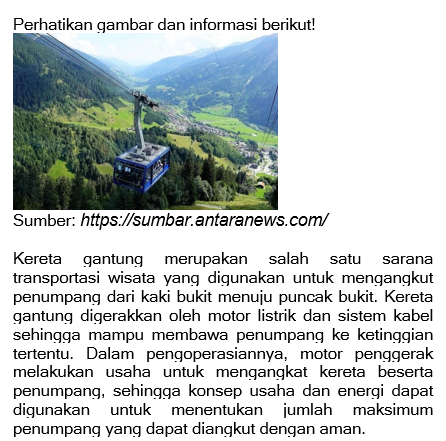 Perhatikan gambar dan informasi berikut!
Sumber: https://sumbar.antaranews.com/
Kereta gantung merupakan salah satu sarana
transportasi wisata yang digunakan untuk mengangkut
penumpang dari kaki bukit menuju puncak bukit. Kereta
gantung digerakkan oleh motor listrik dan sistem kabel
sehingga mampu membawa penumpang ke ketinggian
tertentu. Dalam pengoperasiannya, motor penggerak
melakukan usaha untuk mengangkat kereta beserta
penumpang, sehingga konsep usaha dan energi dapat
digunakan untuk menentukan jumlah maksimum
penumpang yang dapat diangkut dengan aman.